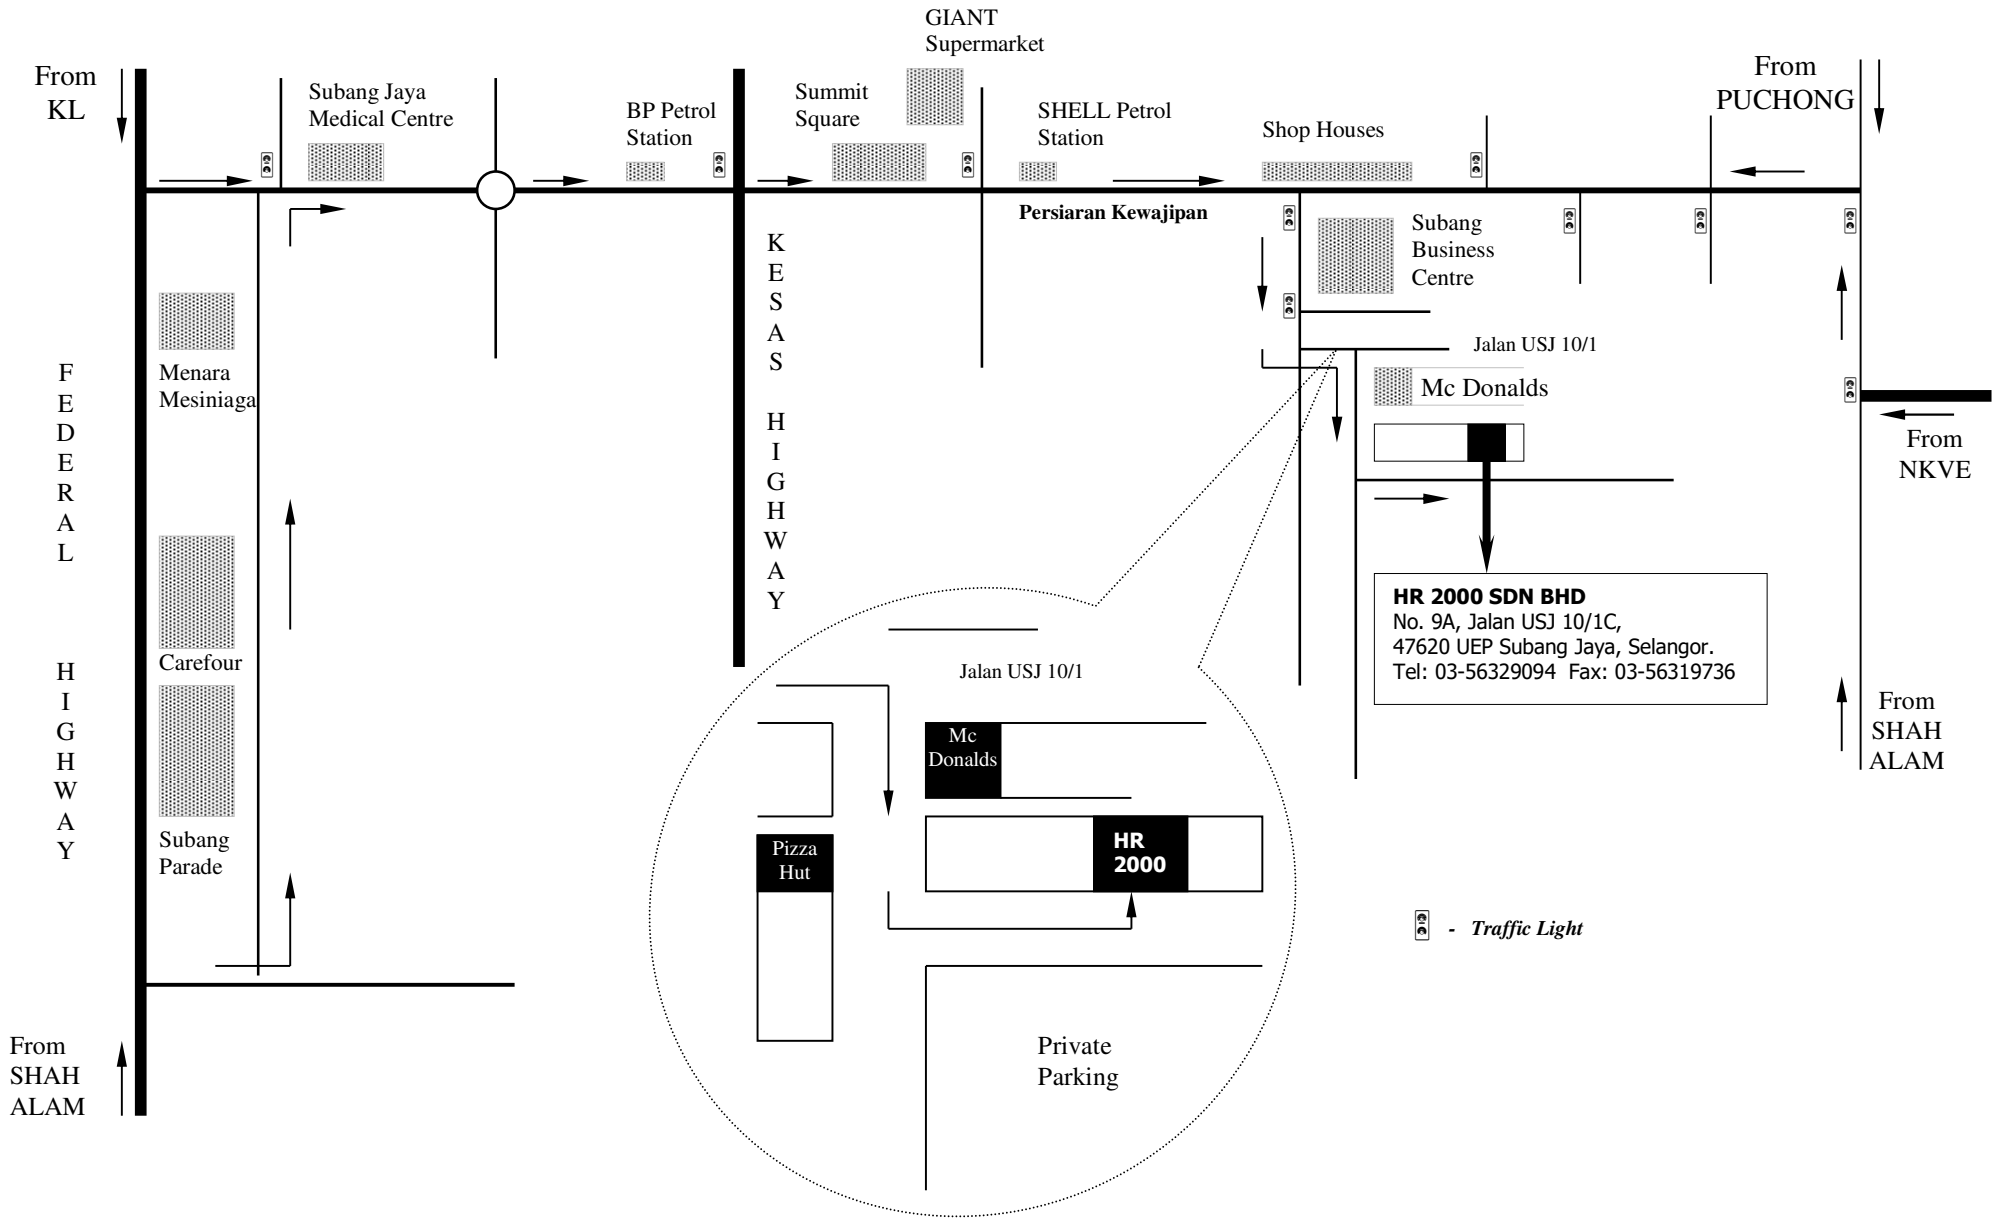 GIANT
Supermarket
From
KL
Subang Jaya
Medical Centre
BP Petrol
Station
Summit
Square
SHELL Petrol
Station
Shop Houses
From
PUCHONG
Persiaran Kewajipan
Subang
Business
Centre
KESAS HIGHWAY
Menara
Mesiniaga
FEDERAL HIGHWAY
Jalan USJ 10/1
Mc Donalds
From
NKVE
HR 2000 SDN BHD
No. 9A, Jalan USJ 10/1C,
47620 UEP Subang Jaya, Selangor.
Tel: 03-56329094 Fax: 03-56319736
Carefour
Subang
Parade
From
SHAH
ALAM
Jalan USJ 10/1
Mc
Donalds
Pizza
Hut
HR
2000
- Traffic Light
Private
Parking
From
SHAH
ALAM